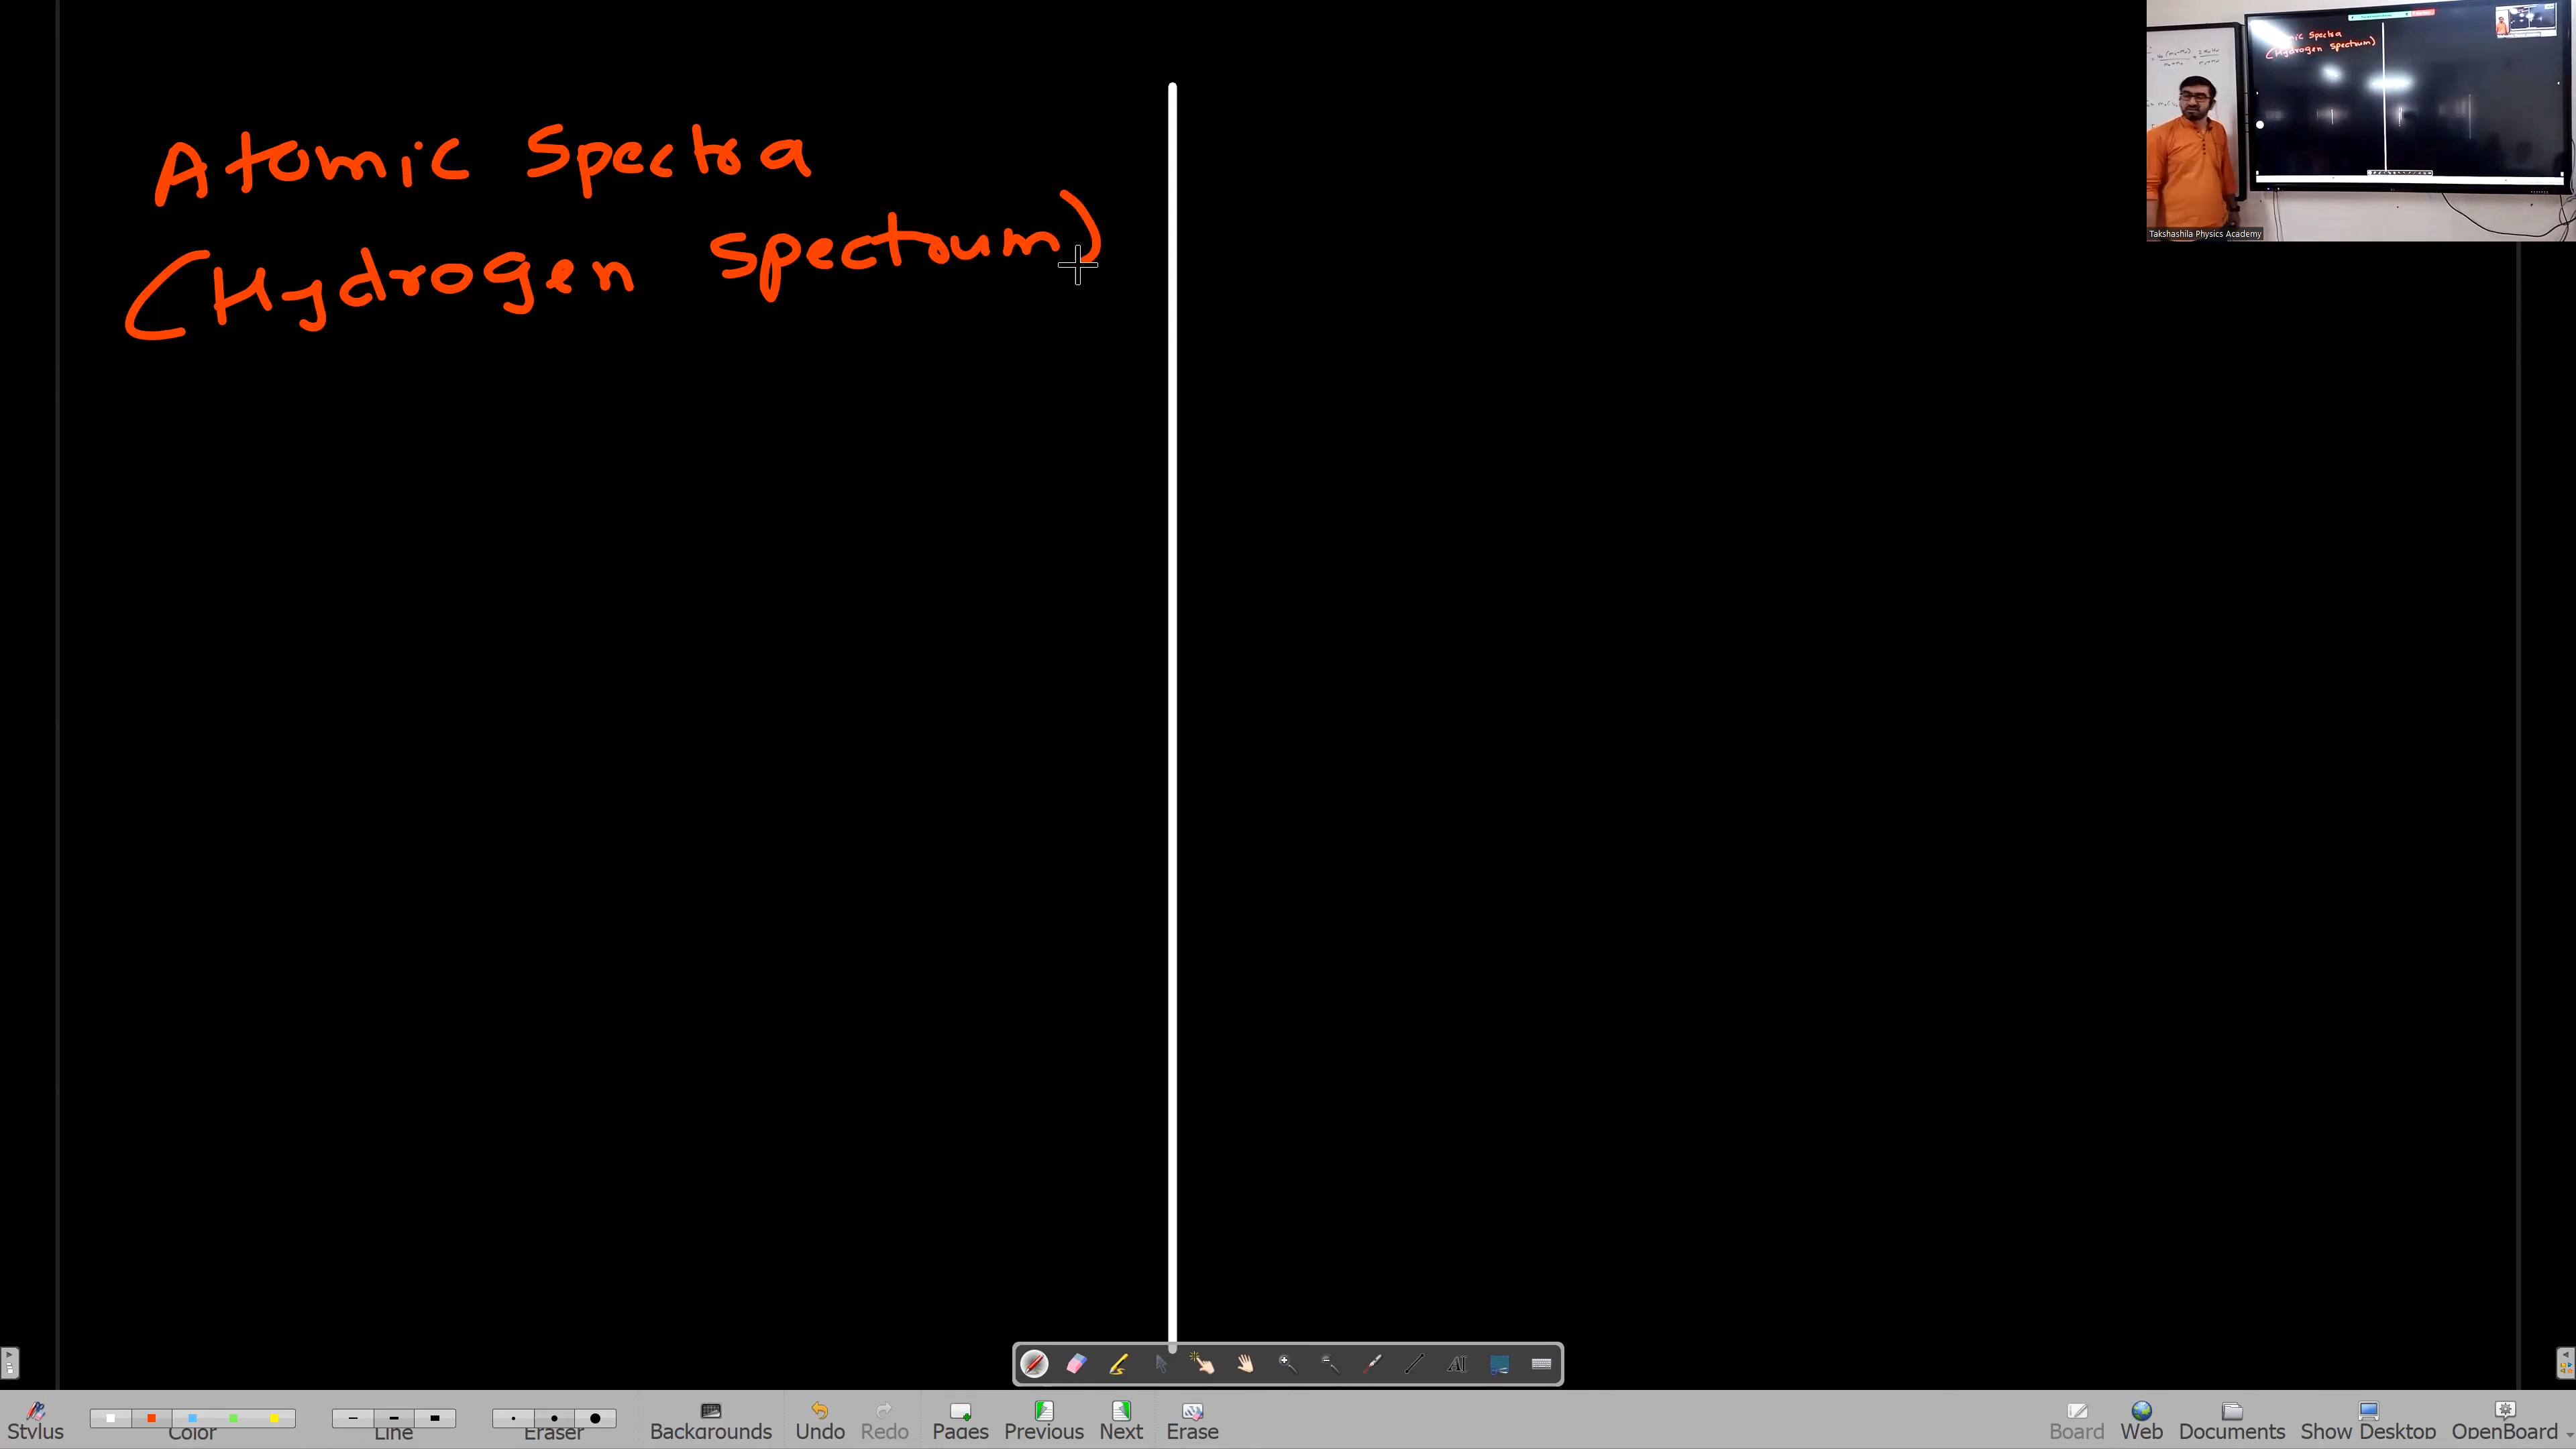 Atomic Spectra
(Hydrogen spectrum)
Takshashila Physics Academy
Stylus
Color
Line
Eraser
Backgrounds
Undo
Redo
Pages
Previous
Next
Erase
Board
Web
Documents
Show Desktop
OpenBoard